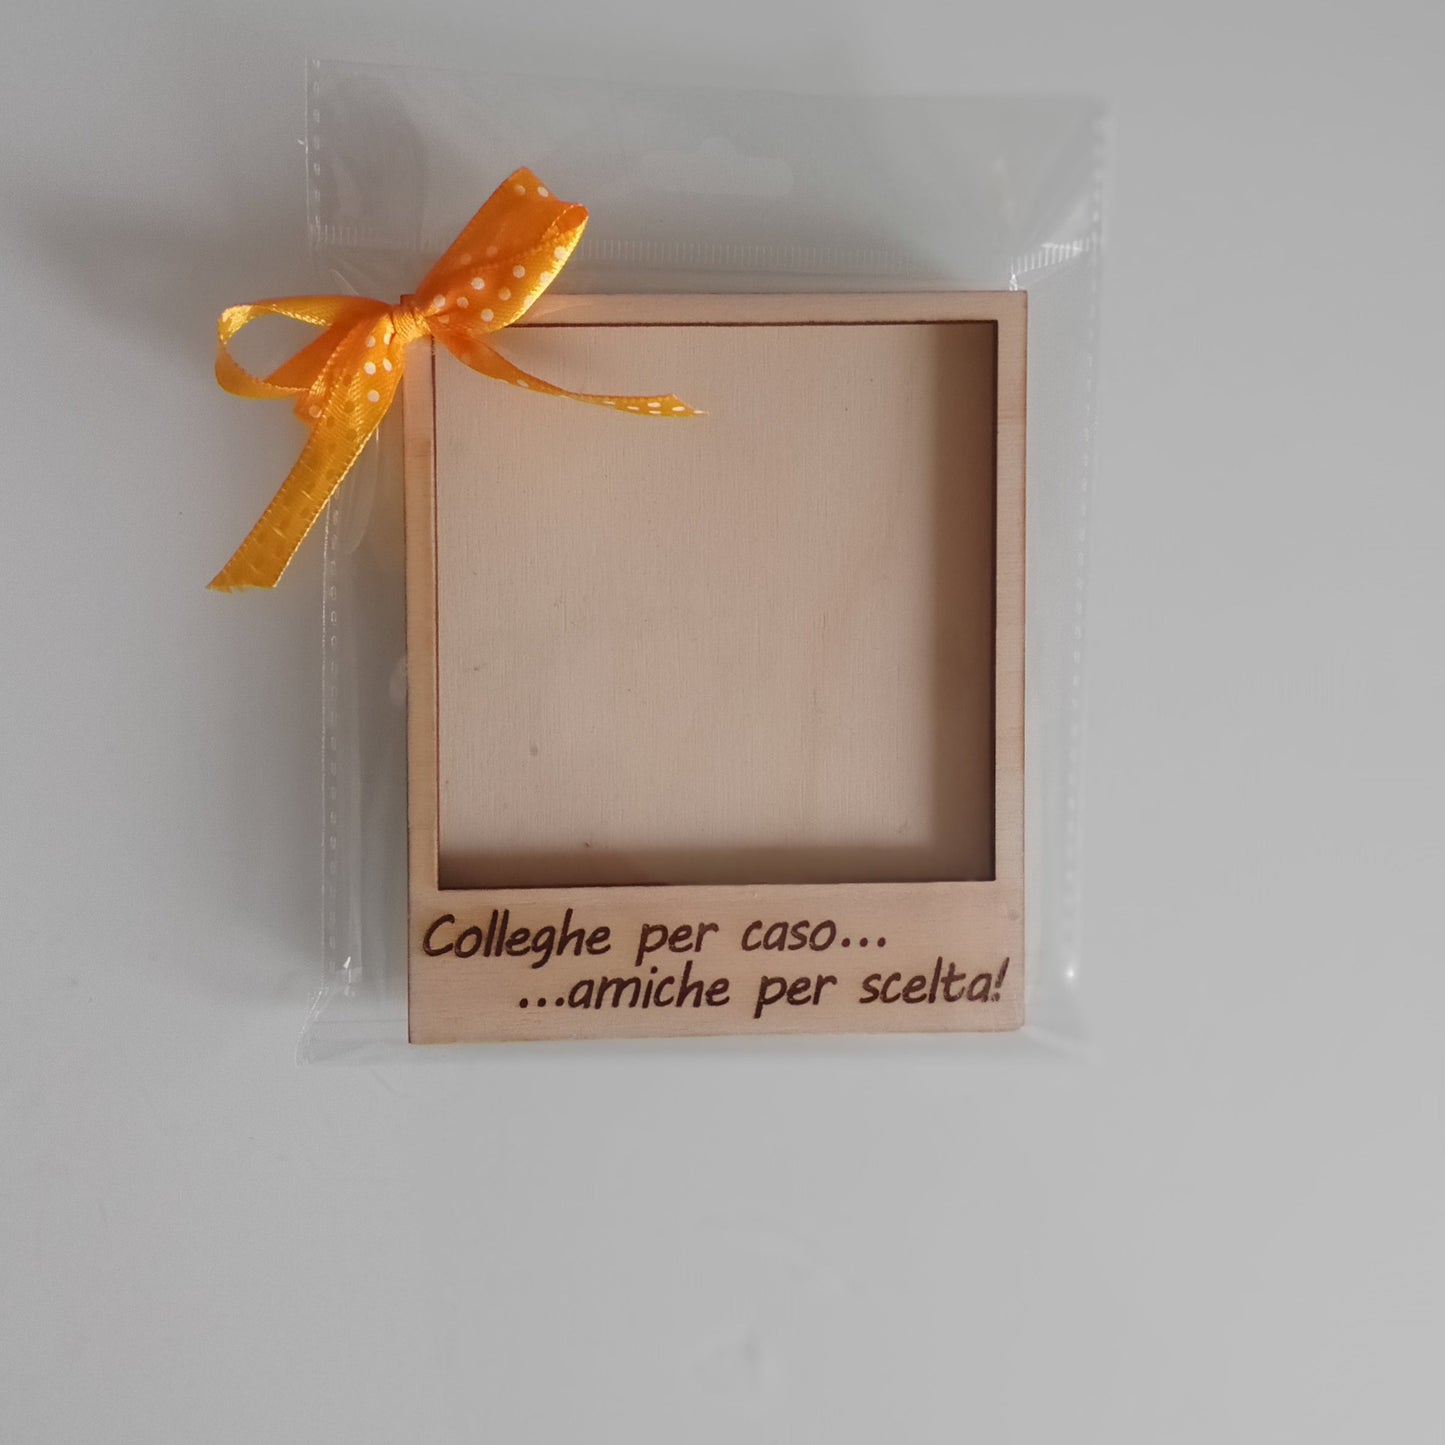 Colleghe per caso...
...amiche per scelta!